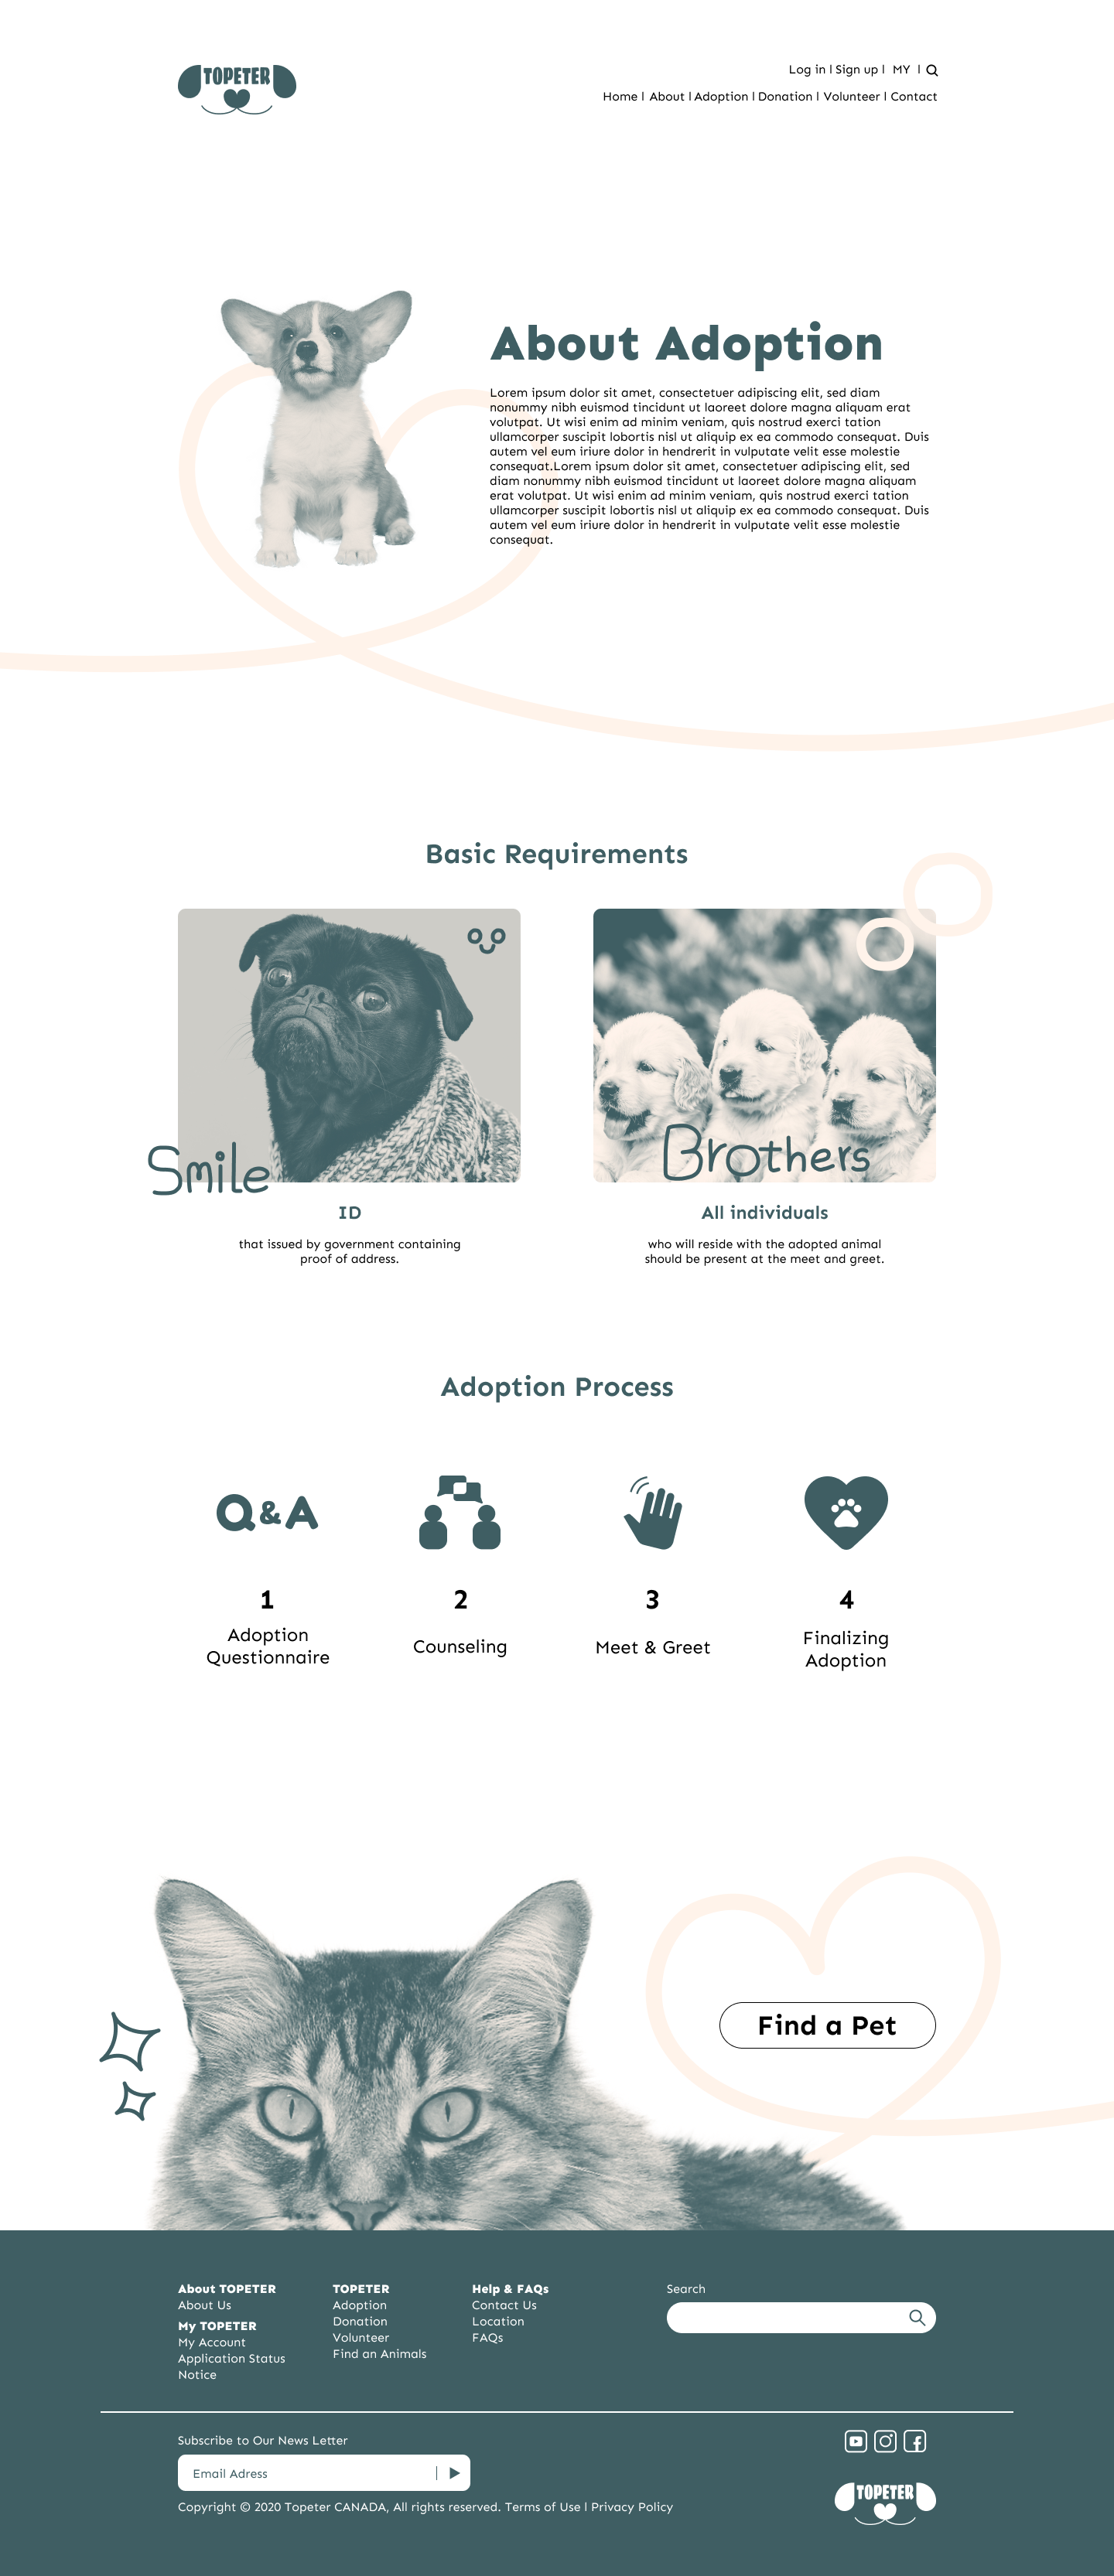 TOPETER
Log in | Sign up | MY |
Home | About | Adoption | Donation | Volunteer | Contact
About Adoption
Lorem ipsum dolor sit amet, consectetuer adipiscing elit, sed diam
nonummy nibh euismod tincidunt ut laoreet dolore magna aliquam erat
volutpat. Ut wisi enim ad minim veniam, quis nostrud exerci tation
ullamcorper suscipit lobortis nisl ut aliquip ex ea commodo consequat. Duis
autem vel eum iriure dolor in hendrerit in vulputate velit esse molestie
consequat.Lorem ipsum dolor sit amet, consectetuer adipiscing elit, sed
diam nonummy nibh euismod tincidunt ut laoreet dolore magna aliquam
erat volutpat. Ut wisi enim ad minim veniam, quis nostrud exerci tation
ullamcorper suscipit lobortis nisl ut aliquip ex ea commodo consequat. Duis
autem vel eum iriure dolor in hendrerit in vulputate velit esse molestie
consequat.
Basic Requirements
Smile
Brothers
ID
that issued by government containing
proof of address.
All individuals
who will reside with the adopted animal
should be present at the meet and greet.
Adoption Process
Q&A
1
Adoption
Questionnaire
2
Counseling
3
Meet & Greet
4
Finalizing
Adoption
Find a Pet
About TOPETER
About Us
My TOPETER
My Account
Application Status
Notice
TOPETER
Adoption
Donation
Volunteer
Find an Animals
Help & FAQs
Contact Us
Location
FAQs
Search
Subscribe to Our News Letter
Email Adress
Copyright © 2020 Topeter CANADA, All rights reserved. Terms of Use | Privacy Policy
TOPETER